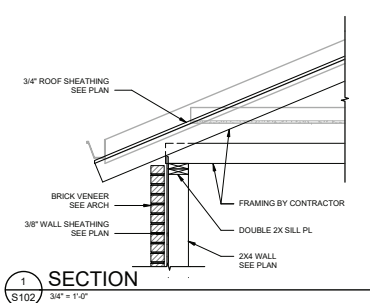 3/4" ROOF SHEATHING
SEE PLAN
BRICK VENEER
SEE ARCH
3/8" WALL SHEATHING
SEE PLAN
FRAMING BY CONTRACTOR
DOUBLE 2X SILL PL
2X4 WALL
SEE PLAN
1
S102
SECTION
3/4" = 1'-0"